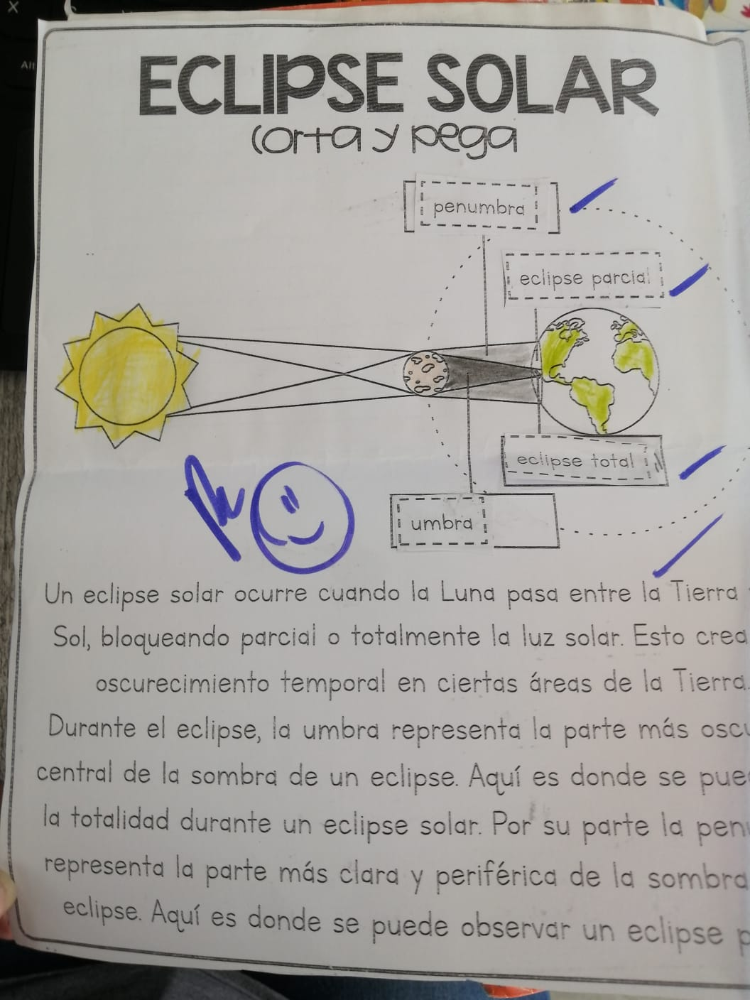 Alt
ECLIPSE SOLAR
Corta y pega
penumbra
eclipse parcial
eclipse total
umbra
Un eclipse solar ocurre cuando la Luna pasa entre la Tierra
Sol, bloqueando parcial o totalmente la luz solar. Esto crea
oscurecimiento temporal en ciertas áreas de la Tierra.
Durante el eclipse, la umbra representa la parte más
central de la sombra de un eclipse. Aquí es donde se
la totalidad durante un eclipse solar. Por su parte la
representa la parte más clara y periférica de la sombra
eclipse. Aquí es donde se puede observar un eclipse